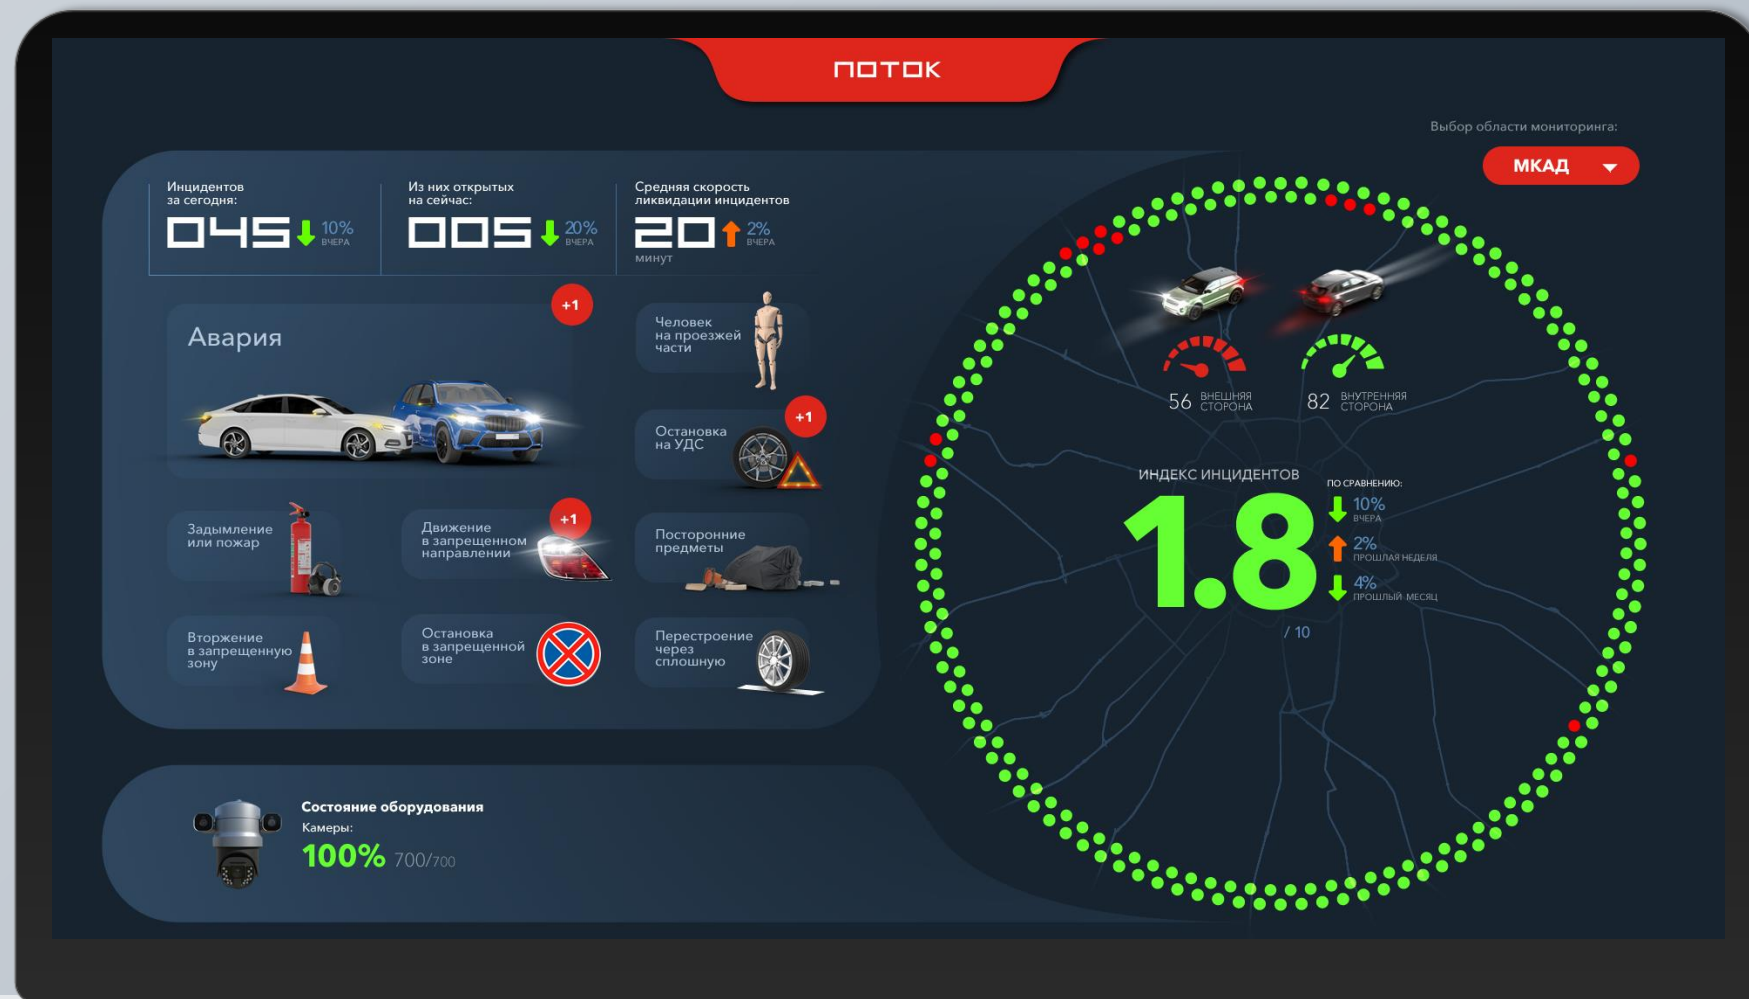 ПОТОК
Выбор области мониторинга:
МКАД
Инцидентов
за сегодня:
045
10%
ВЧЕРА
Из них открытых
на сейчас:
005
20%
ВЧЕРА
Средняя скорость
ликвидации инцидентов
20
минут
2%
ВЧЕРА
Авария
+1
Человек
на проезжей
части
Остановка
на УДС
+1
Задымление
или пожар
Движение
в запрещенном
направлении
+1
Посторонние
предметы
Вторжение
в запрещенную
зону
Остановка
в запрещенной
зоне
Перестроение
через
сплошную
56
ВНЕШНЯЯ
СТОРОНА
82
ВНУТРЕННЯЯ
СТОРОНА
ИНДЕКС ИНЦИДЕНТОВ
1.8
/ 10
ПО СРАВНЕНИЮ:
10%
ВЧЕРА
2%
ПРОШЛАЯ НЕДЕЛЯ
4%
ПРОШЛЫЙ МЕСЯЦ
Состояние оборудования
Камеры:
100% 700/700